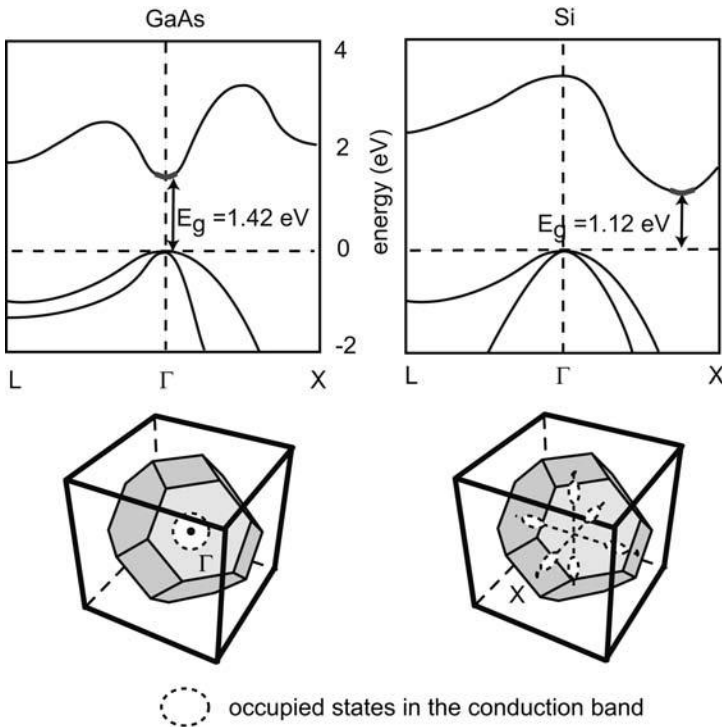 GaAs
Si
4
2
0
-2
energy (eV)
E_g =1.42 eV
E_g =1.12 eV
L Γ X
L Γ X
Γ
X
occupied states in the conduction band